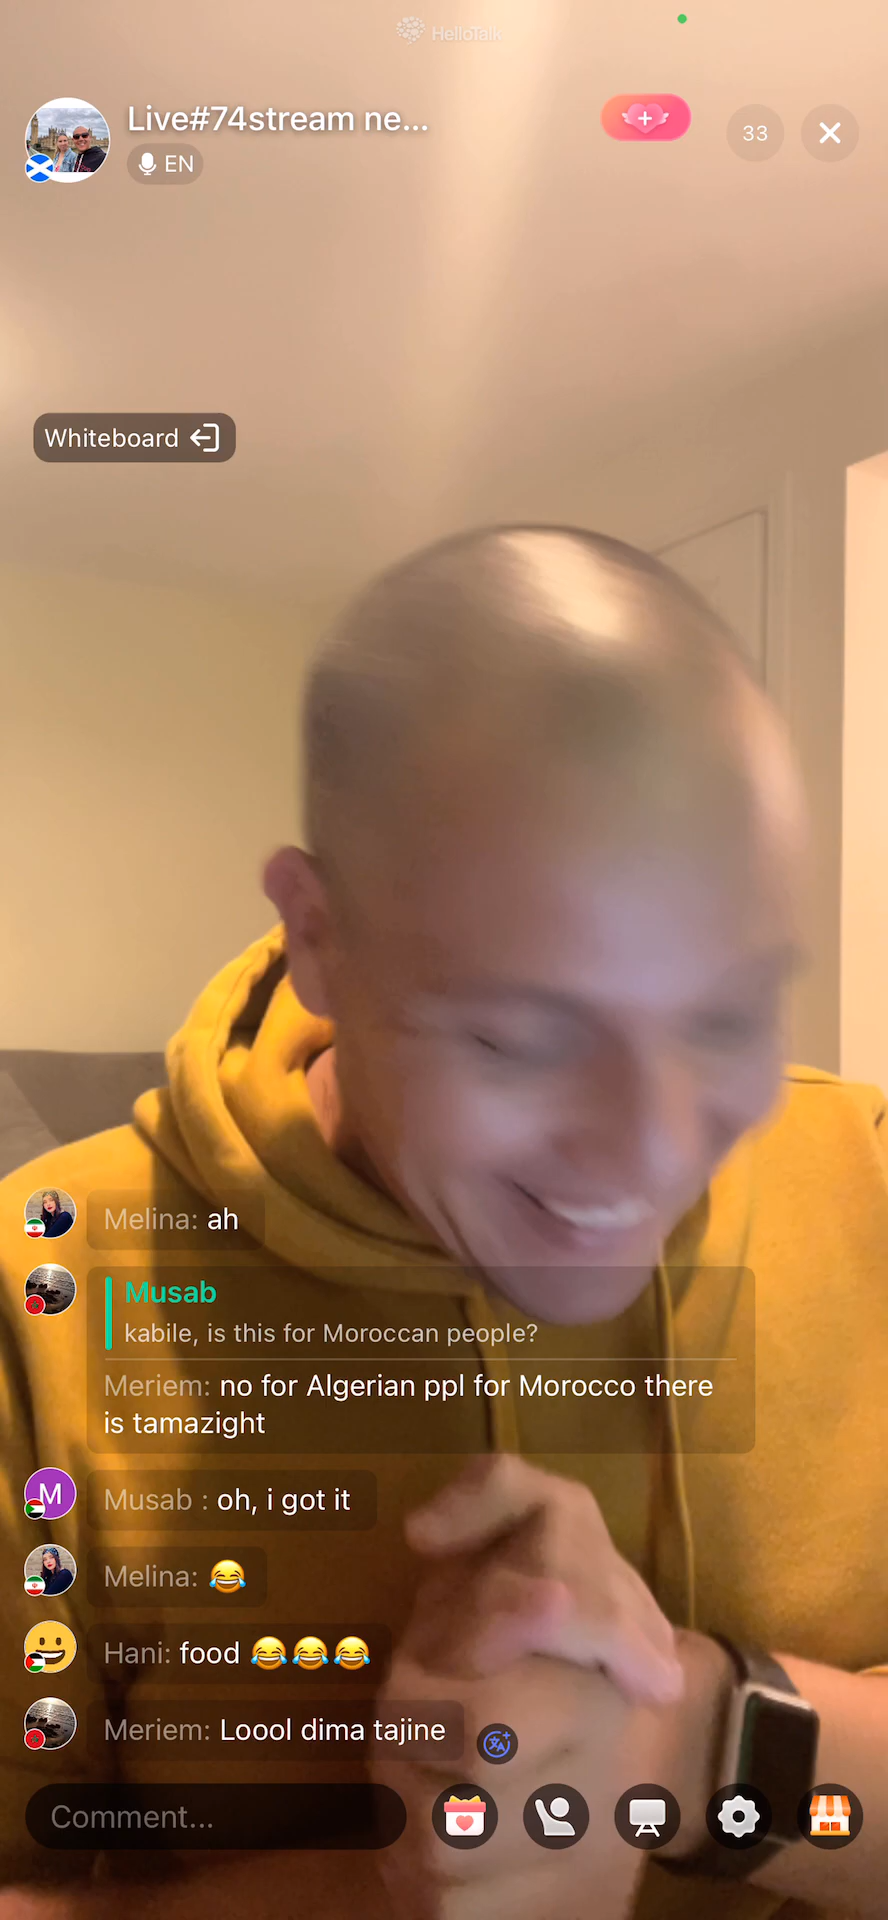 HelloTalk
Live#74stream ne...
EN
33
Whiteboard
Melina: ah
Musab
kabile, is this for Moroccan people?
Meriem: no for Algerian ppl for Morocco there
is tamazight
M
Musab : oh, i got it
Melina: 😂
Hani: food 😂😂😂
Meriem: Loool dima tajine
Comment...